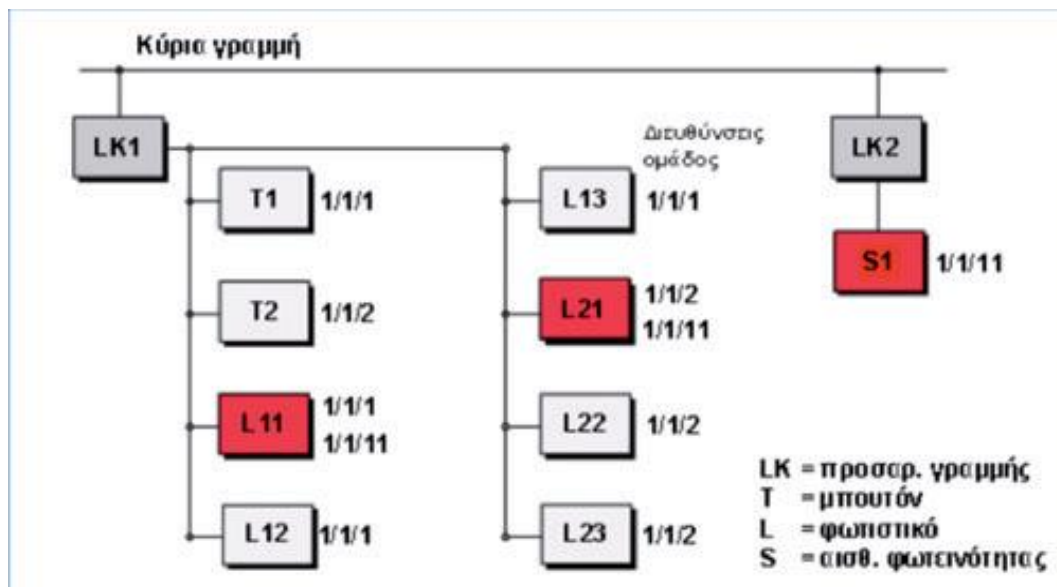 Κύρια γραμμή
LK1
Διευθύνσεις
ομάδος
LK2
T1 1/1/1
L13 1/1/1
S1 1/1/11
T2 1/1/2
L21 1/1/2
1/1/11
L11 1/1/1
1/1/11
L22 1/1/2
L12 1/1/1
L23 1/1/2
LK = προσαρ. γραμμής
T = μπουτόν
L = φωτιστικό
S = αισθ. φωτεινότητας